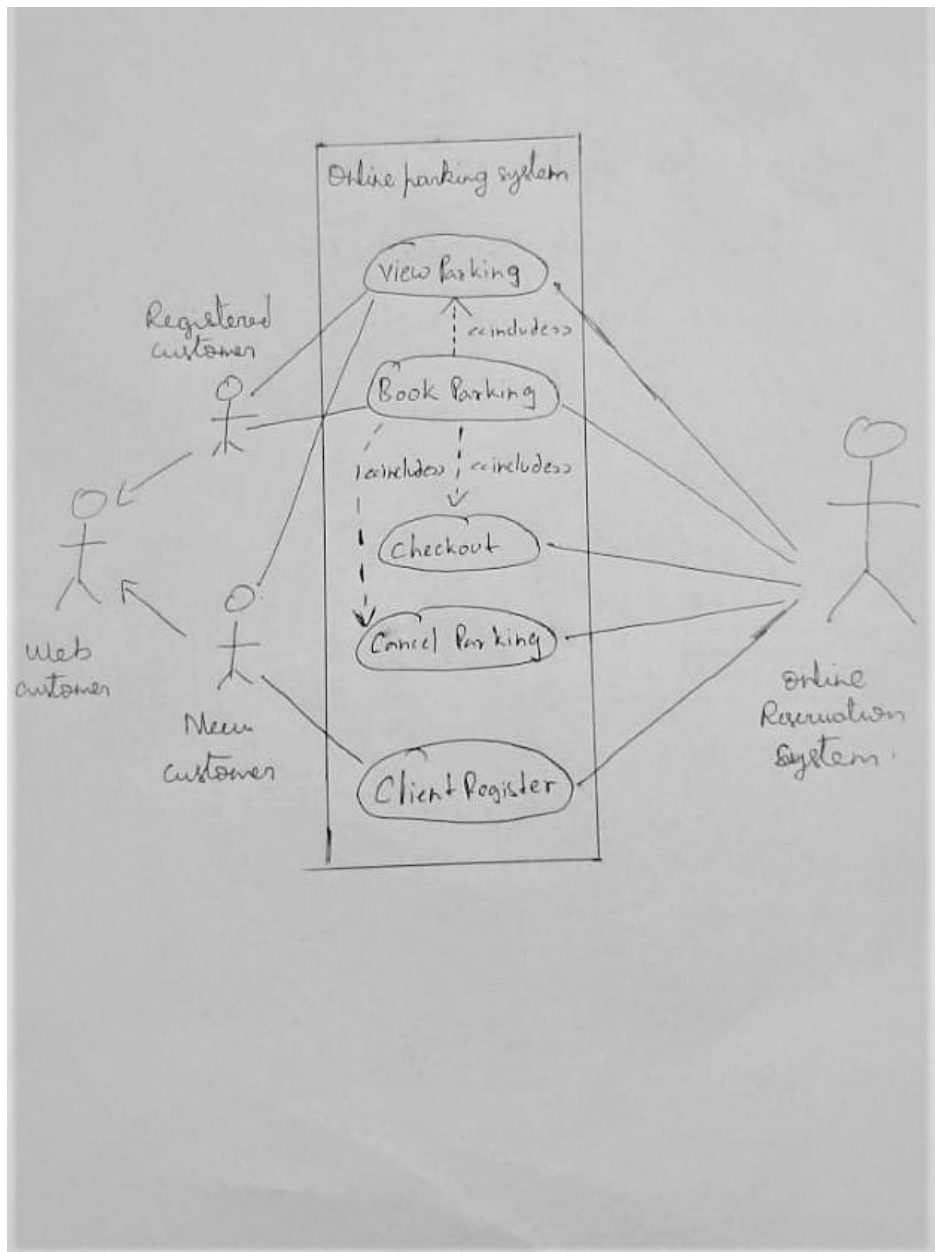 Online parking system
View Parking
Registered
customer
<<includes>>
Book Parking
<<includes>>
<<includes>>
Checkout
Cancel Parking
Web
customer
customer
Online
Reservation
System.
Client Register